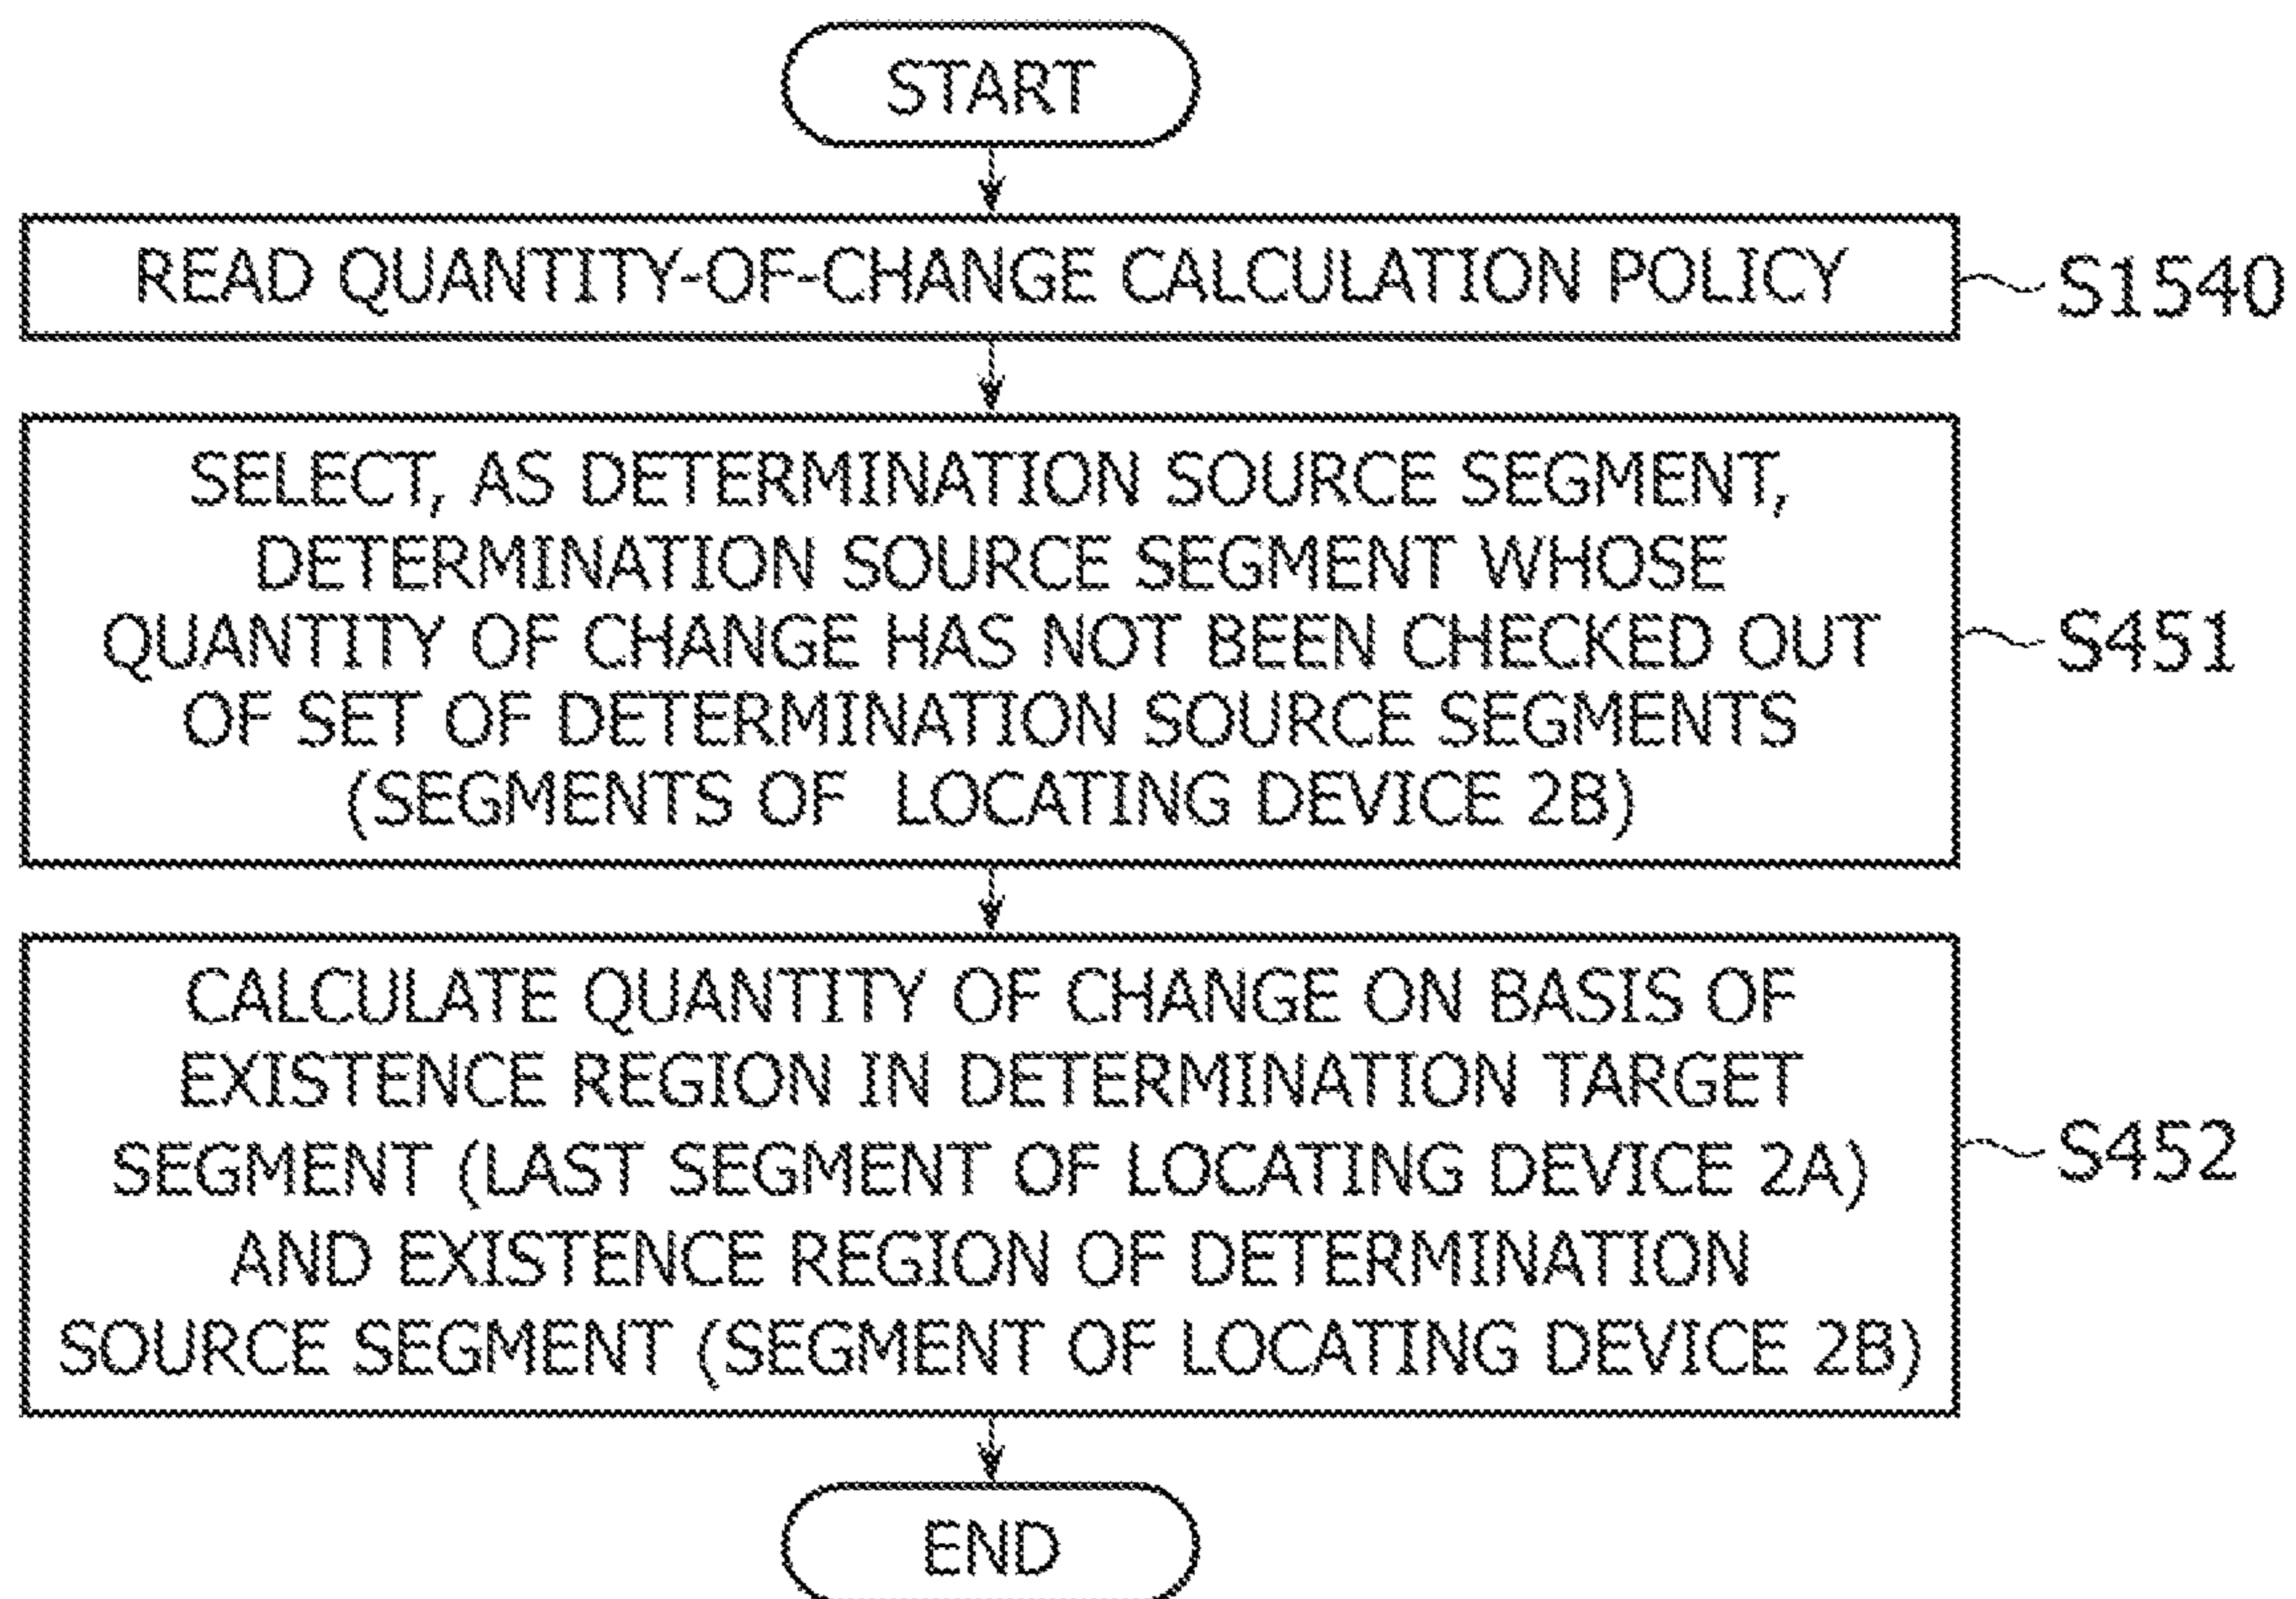 START
READ QUANTITY-OF-CHANGE CALCULATION POLICY
S1540
SELECT, AS DETERMINATION SOURCE SEGMENT,
DETERMINATION SOURCE SEGMENT WHOSE
QUANTITY OF CHANGE HAS NOT BEEN CHECKED OUT
OF SET OF DETERMINATION SOURCE SEGMENTS
(SEGMENTS OF LOCATING DEVICE 2B)
S451
CALCULATE QUANTITY OF CHANGE ON BASIS OF
EXISTENCE REGION IN DETERMINATION TARGET
SEGMENT (LAST SEGMENT OF LOCATING DEVICE 2A)
AND EXISTENCE REGION OF DETERMINATION
SOURCE SEGMENT (SEGMENT OF LOCATING DEVICE 2B)
S452
END